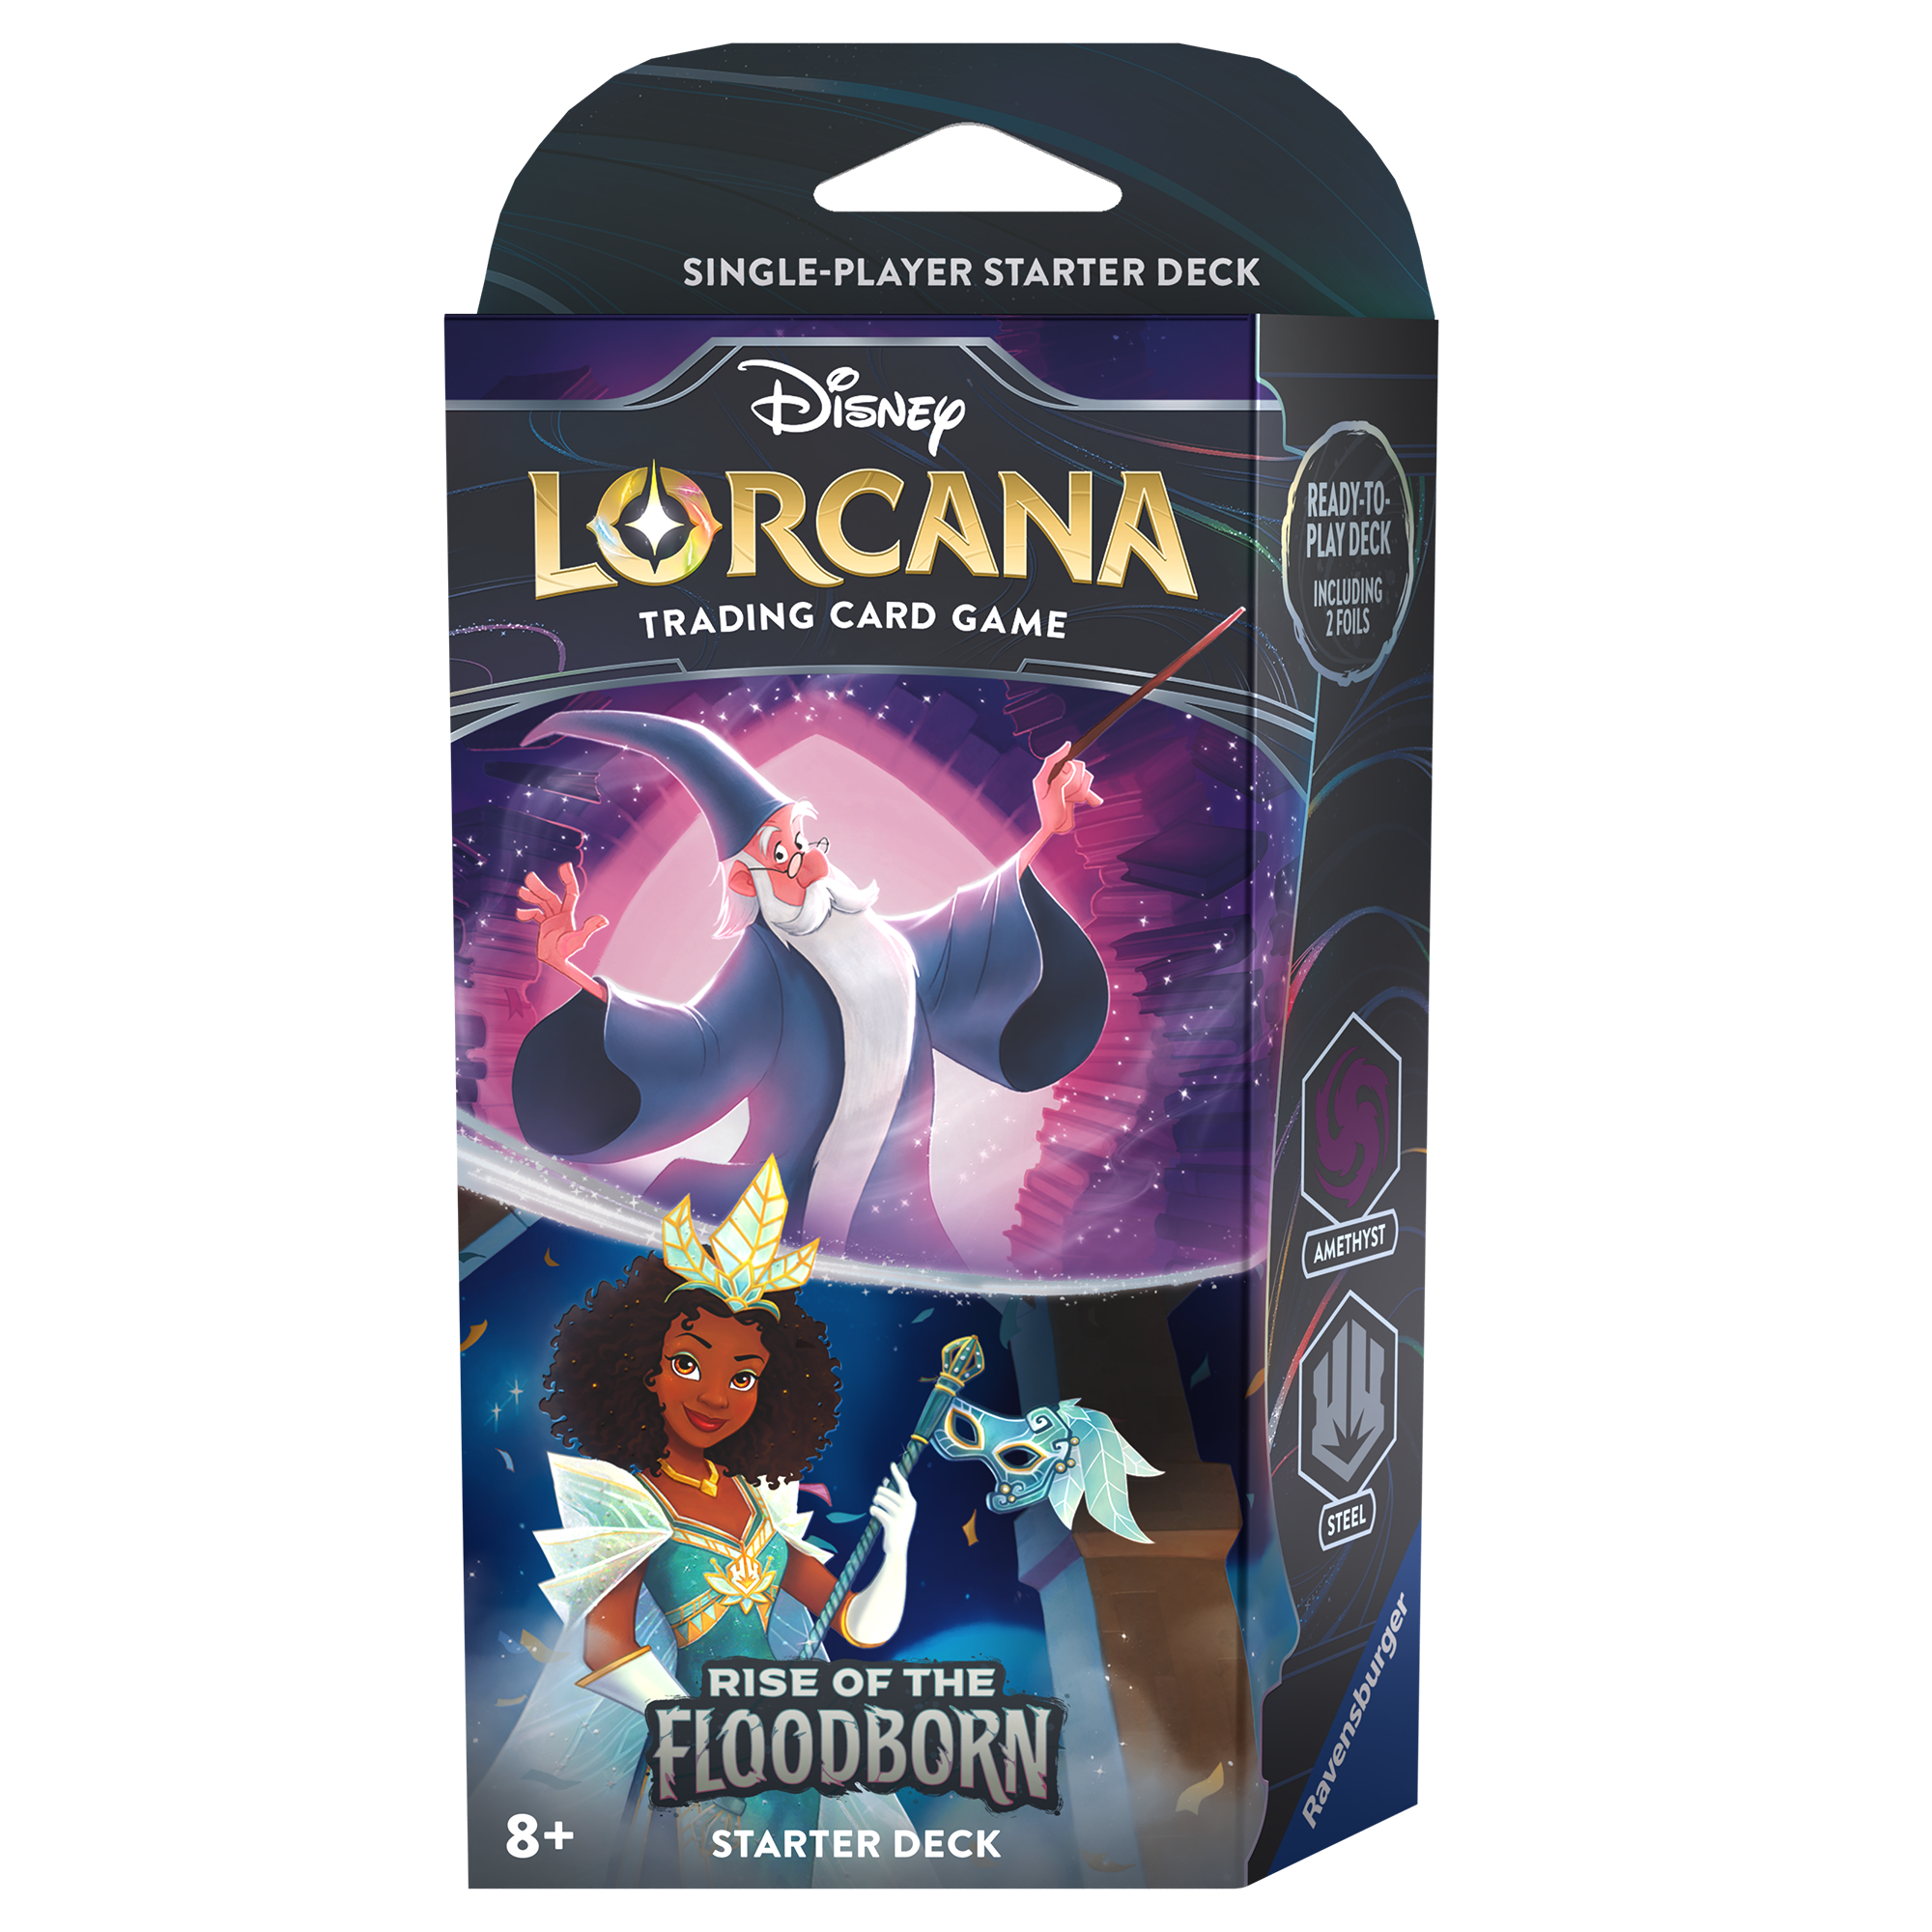 SINGLE-PLAYER STARTER DECK
Disney
LORCANA
TRADING CARD GAME
READY-TO-
PLAY DECK
INCLUDING
2 FOILS
AMETHYST
STEEL
Ravensburger
RISE OF THE
FLOODBORN
8+
STARTER DECK